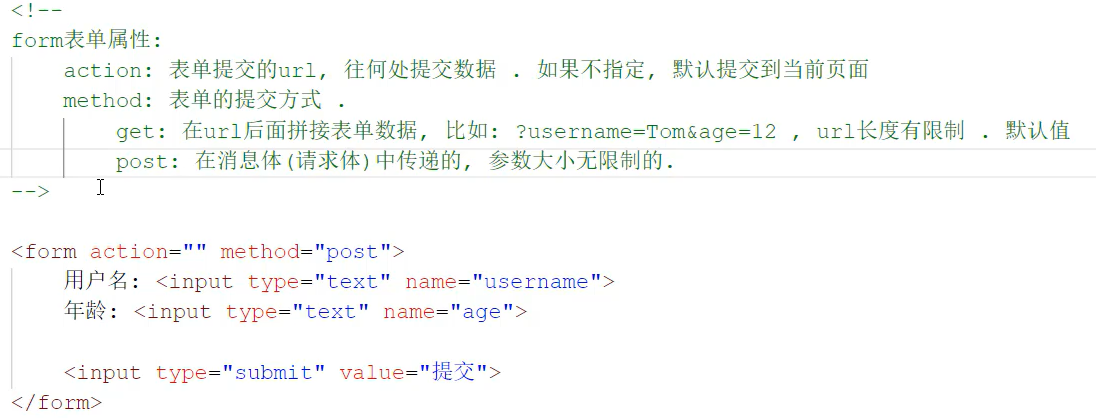 <!--
form表单属性:
action: 表单提交的url, 往何处提交数据 . 如果不指定, 默认提交到当前页面
method: 表单的提交方式 .
get: 在url后面拼接表单数据, 比如: ?username=Tom&age=12 , url长度有限制 . 默认值
post: 在消息体(请求体)中传递的, 参数大小无限制的.
-->
<form action="" method="post">
用户名: <input type="text" name="username">
年龄: <input type="text" name="age">
<input type="submit" value="提交">
</form>